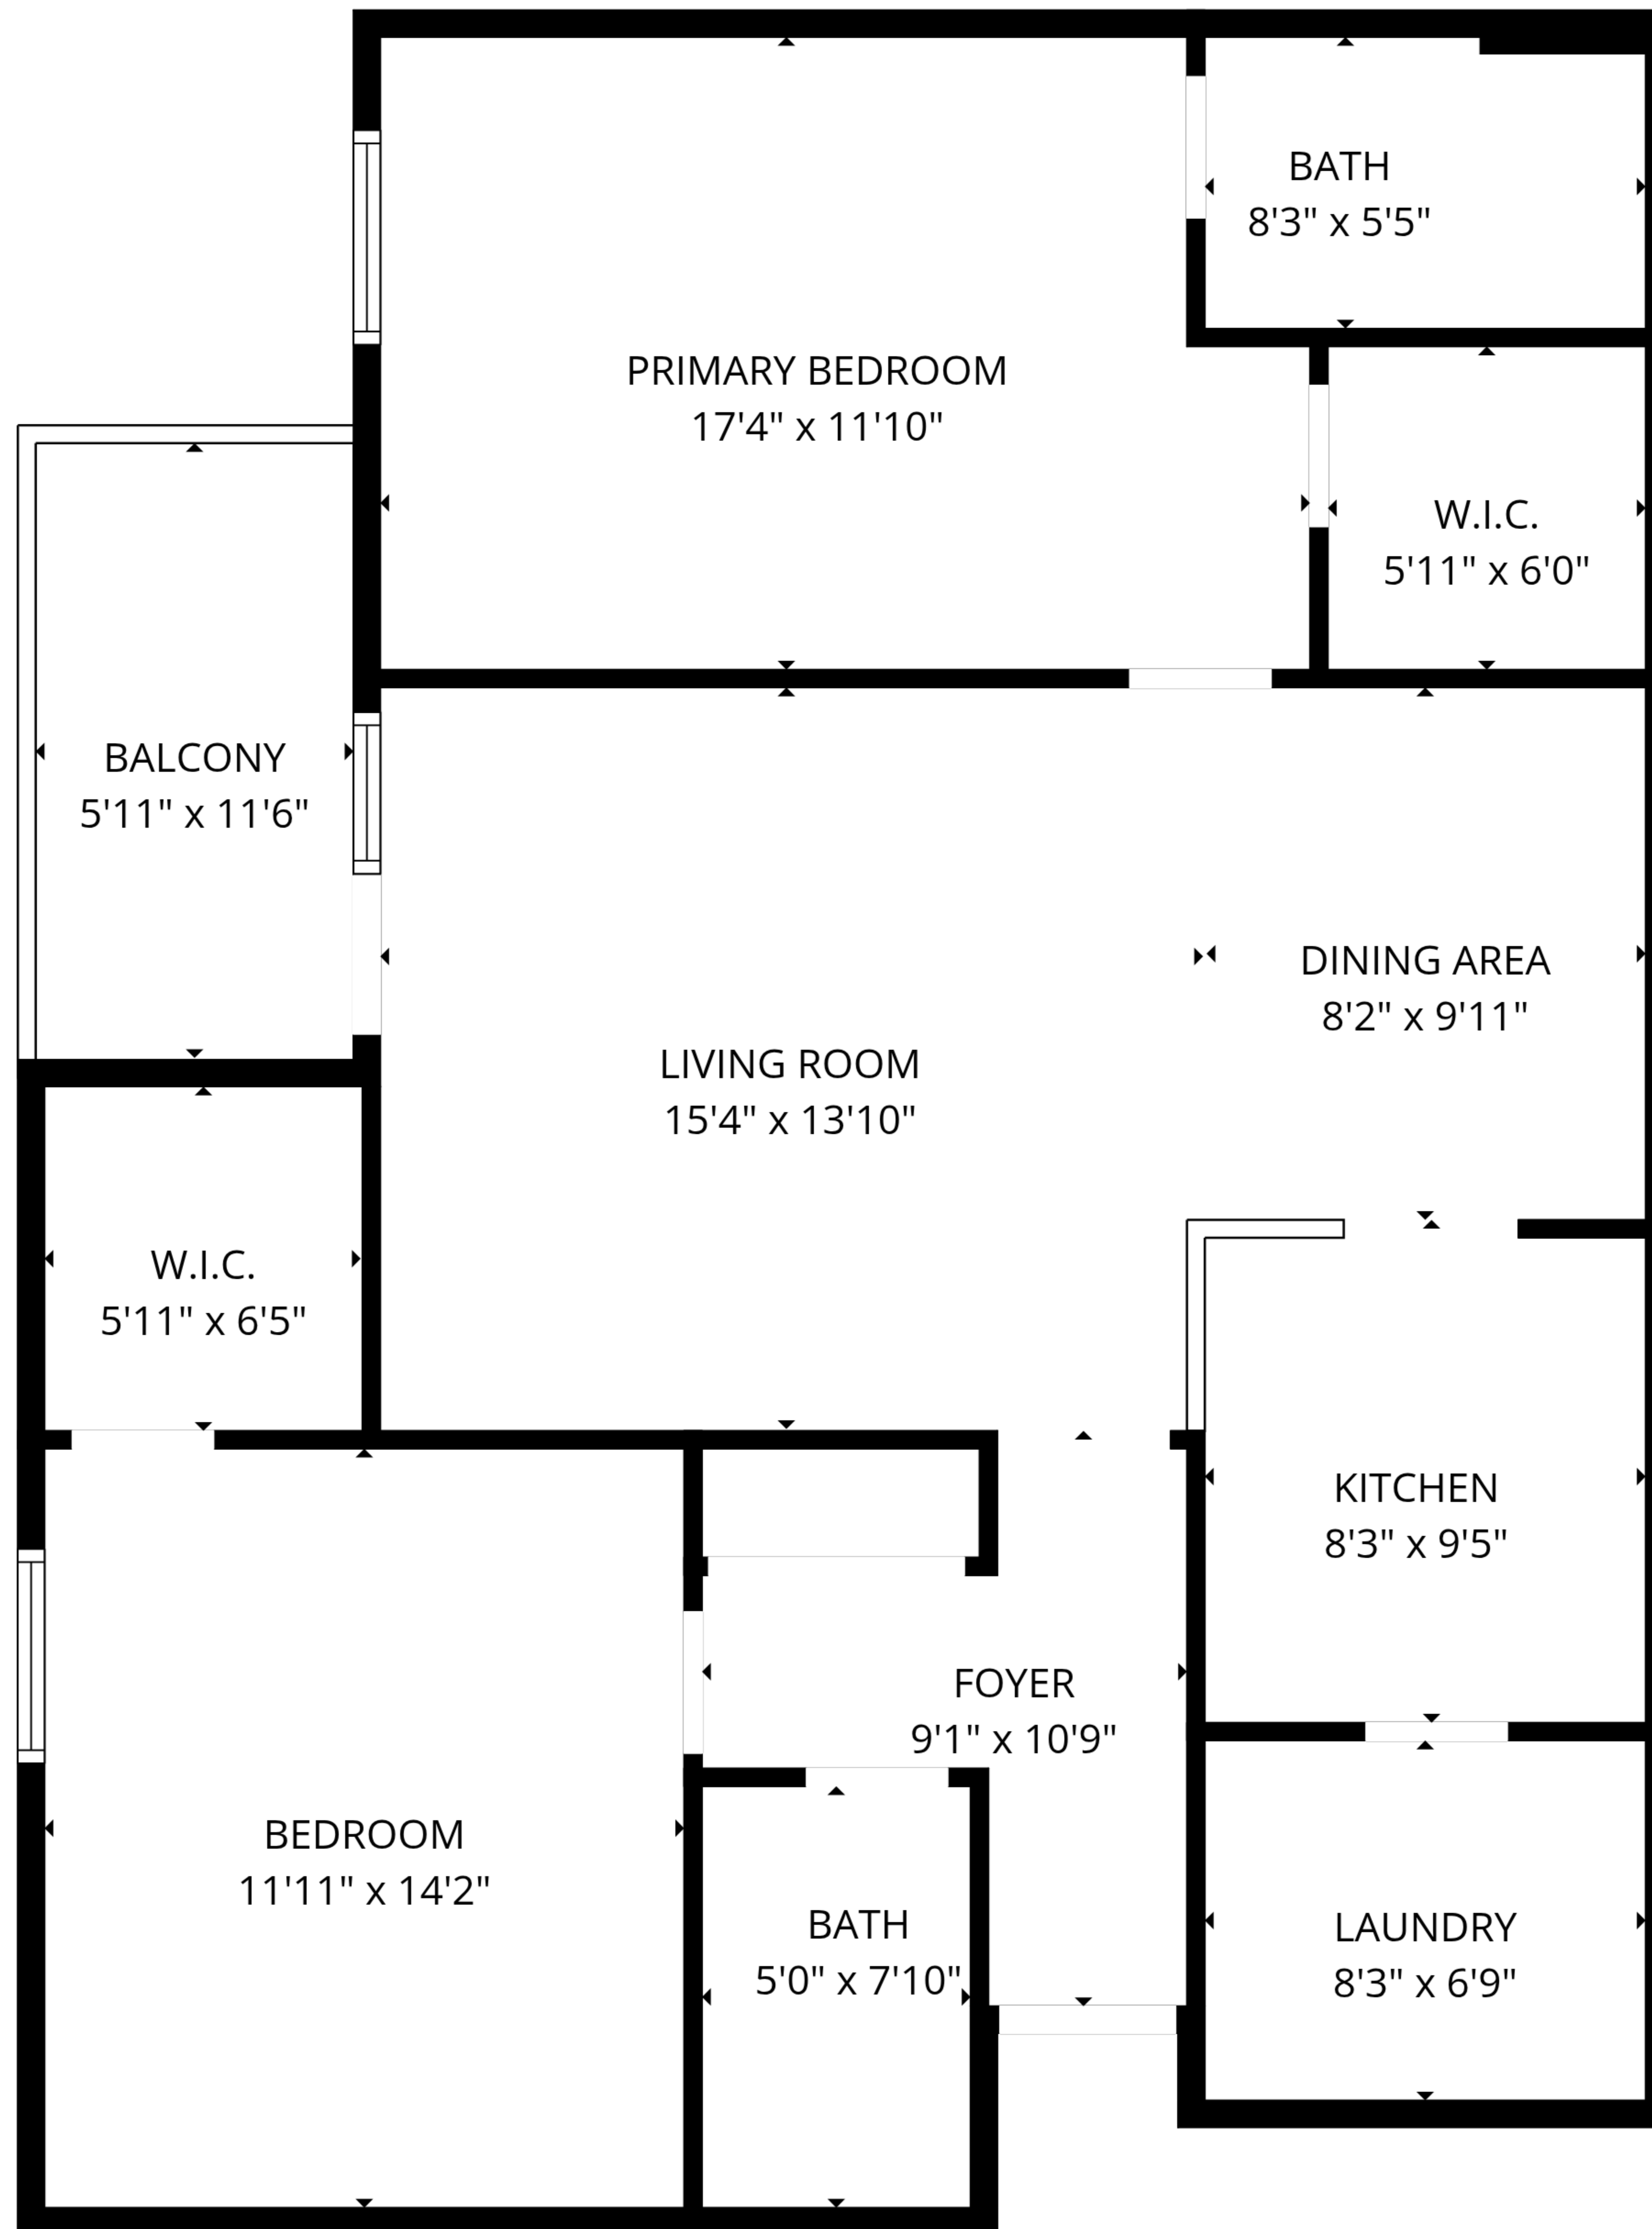 BATH
8'3" x 5'5"
PRIMARY BEDROOM
17'4" x 11'10"
W.I.C.
5'11" x 6'0"
BALCONY
5'11" x 11'6"
DINING AREA
8'2" x 9'11"
LIVING ROOM
15'4" x 13'10"
W.I.C.
5'11" x 6'5"
KITCHEN
8'3" x 9'5"
FOYER
9'1" x 10'9"
BEDROOM
11'11" x 14'2"
BATH
5'0" x 7'10"
LAUNDRY
8'3" x 6'9"